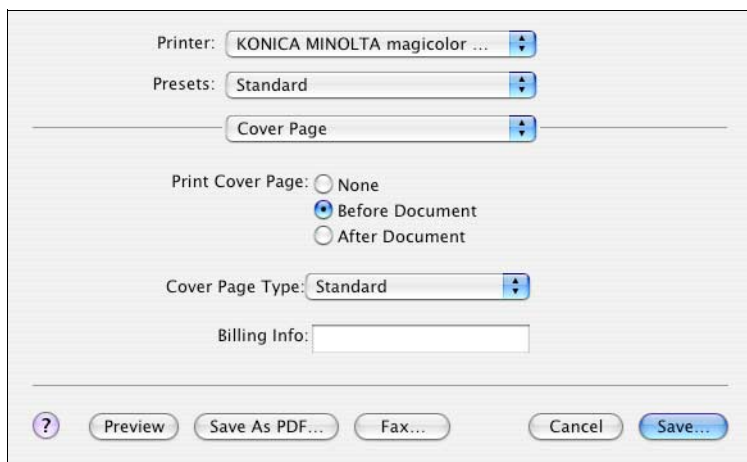 Printer: KONICA MINOLTA magicolor ...
Presets: Standard
Cover Page
Print Cover Page: None
Before Document
After Document
Cover Page Type: Standard
Billing Info:
? Preview Save As PDF... Fax... Cancel Save...